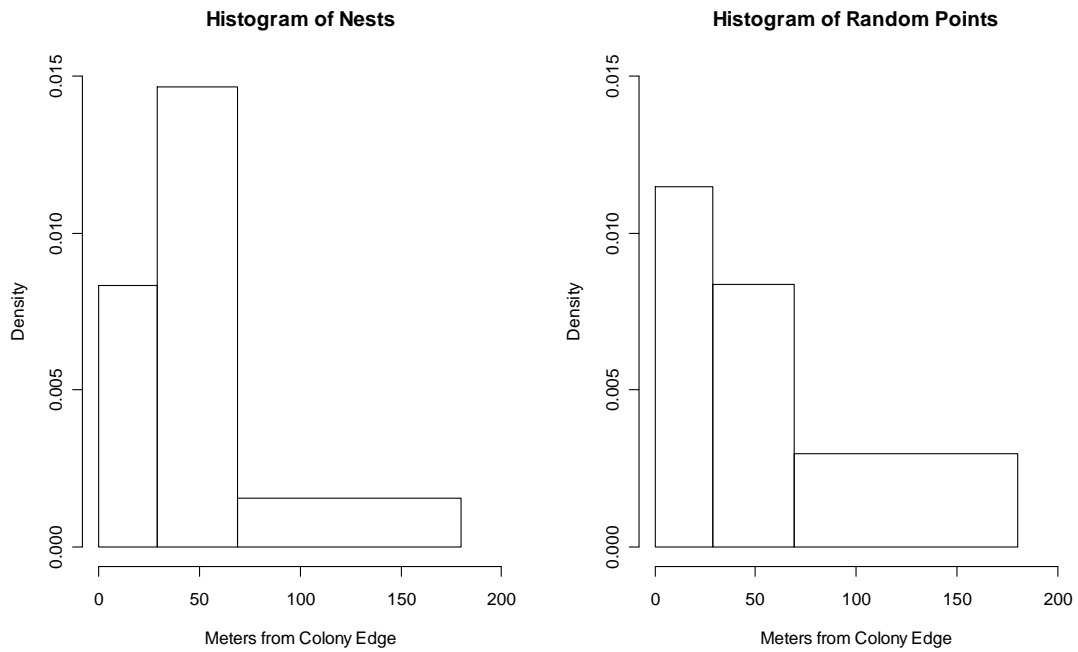 Histogram of Nests
0.015
0.010
0.005
0.000
Density
0 50 100 150 200
Meters from Colony Edge
Histogram of Random Points
0.015
0.010
0.005
0.000
Density
0 50 100 150 200
Meters from Colony Edge